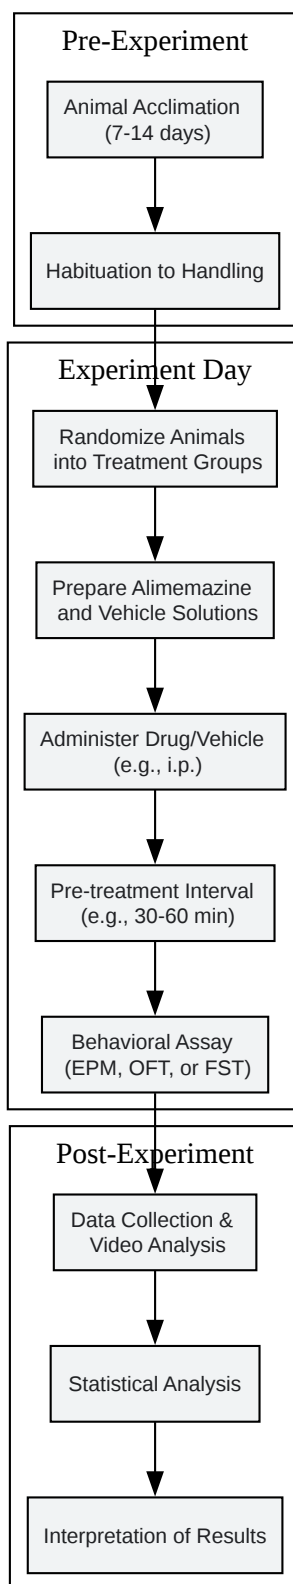 Pre-Experiment
Animal Acclimation
(7-14 days)
Habituation to Handling
Experiment Day
Randomize Animals
into Treatment Groups
Prepare Alimemazine
and Vehicle Solutions
Administer Drug/Vehicle
(e.g., i.p.)
Pre-treatment Interval
(e.g., 30-60 min)
Behavioral Assay
(EPM, OFT, or FST)
Post-Experiment
Data Collection &
Video Analysis
Statistical Analysis
Interpretation of Results